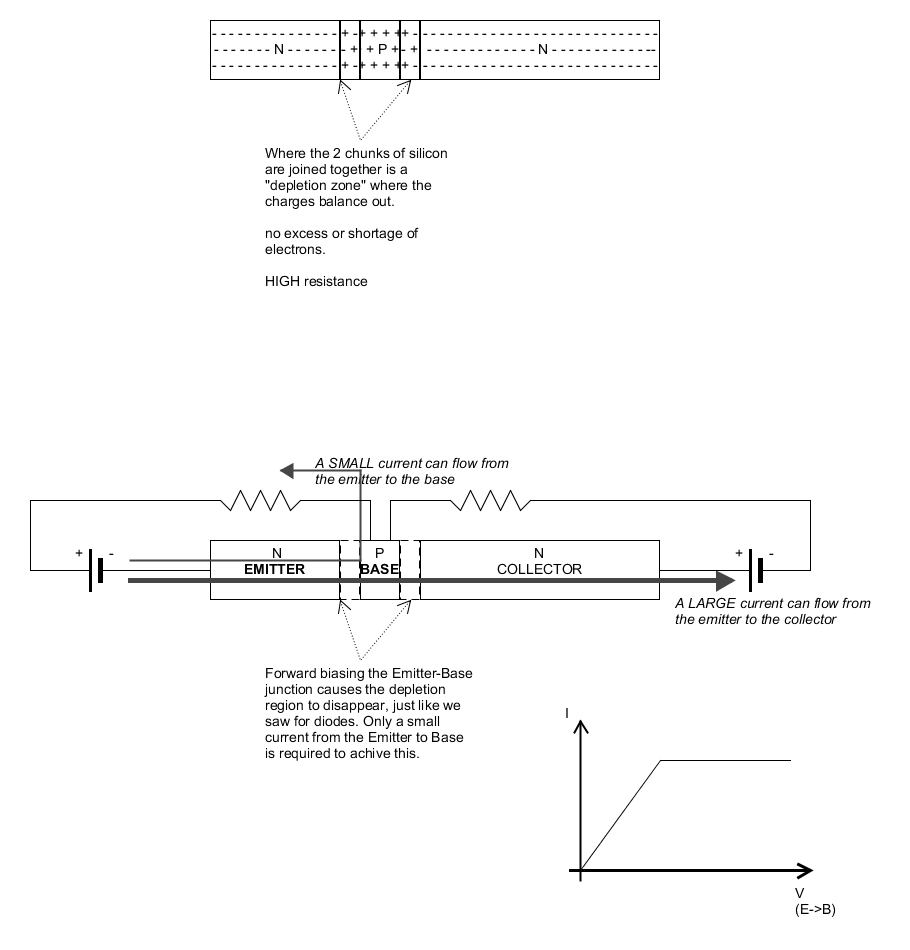 - - - - - - - - - - - - - - - - - - + - + + + + + - - - - - - - - - - - - - - - - - - - - - - - - - - - - - - -
- - - - - - - N - - - - - - - - + + P - + - - - - - - - - - - - - - - - N - - - - - - - - - - - - - - -
- - - - - - - - - - - - - - - - - - + - + + + + + - - - - - - - - - - - - - - - - - - - - - - - - - - - - - - -
Where the 2 chunks of silicon
are joined together is a
"depletion zone" where the
charges balance out.
no excess or shortage of
electrons.
HIGH resistance
A SMALL current can flow from
the emitter to the base
+ -
N
EMITTER
P
BASE
N
COLLECTOR
+ -
A LARGE current can flow from
the emitter to the collector
Forward biasing the Emitter-Base
junction causes the depletion
region to disappear, just like we
saw for diodes. Only a small
current from the Emitter to Base
is required to achive this.
I
V
(E->B)